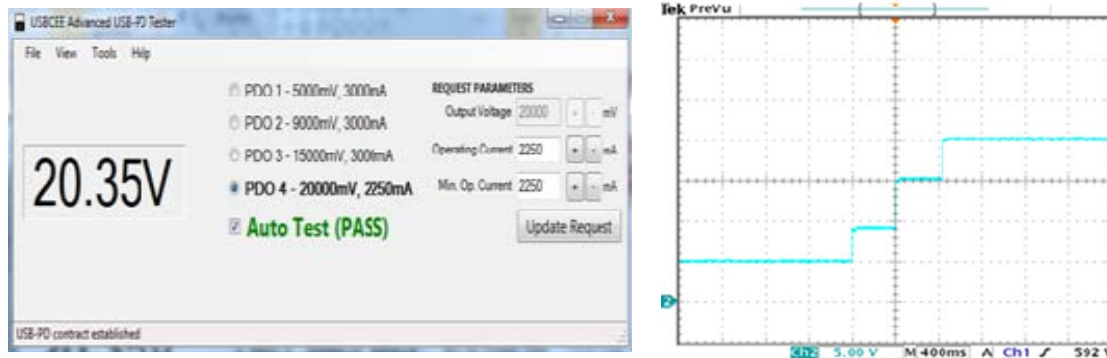 USBCEE Advanced USB-PD Tester
File View Tools Help
20.35V
PDO 1 - 5000mV, 3000mA
PDO 2 - 9000mV, 3000mA
PDO 3 - 15000mV, 3000mA
PDO 4 - 20000mV, 2250mA
Auto Test (PASS)
REQUEST PARAMETERS
Output Voltage 20000 + - mV
Operating Current 2250 + - mA
Min. Op. Current 2250 + - mA
Update Request
USB-PD contract established
Tek PreVu
2
Ch2 5.00 V M 400ms A Ch1 592